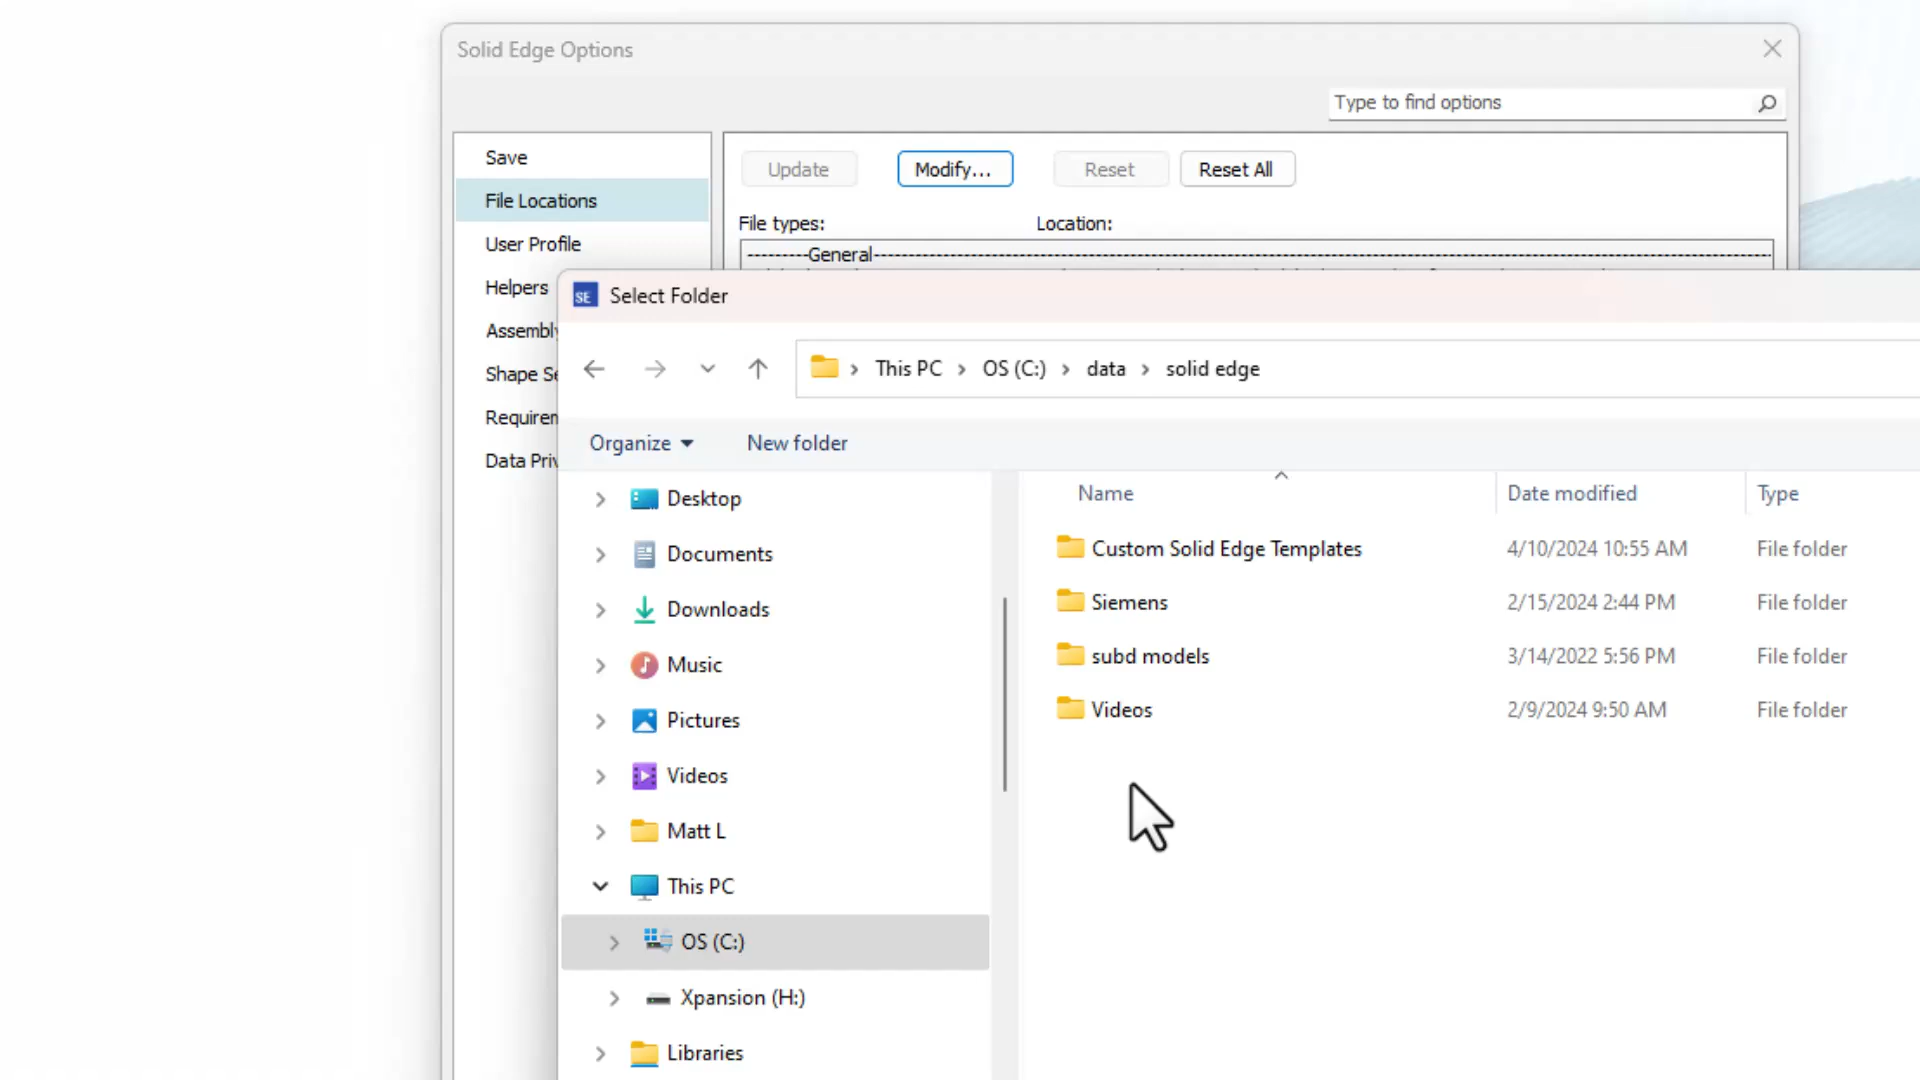 Solid Edge Options
Type to find options
Save
File Locations
User Profile
Helpers
Assembly
Shape Se
Requirem
Data Priv
Update
Modify...
Reset
Reset All
File types:
Location:
---------General---------
SE
Select Folder
This PC > OS (C:) > data > solid edge
Organize
New folder
Desktop
Documents
Downloads
Music
Pictures
Videos
Matt L
This PC
OS (C:)
Xpansion (H:)
Libraries
Name Date modified Type
Custom Solid Edge Templates 4/10/2024 10:55 AM File folder
Siemens 2/15/2024 2:44 PM File folder
subd models 3/14/2022 5:56 PM File folder
Videos 2/9/2024 9:50 AM File folder